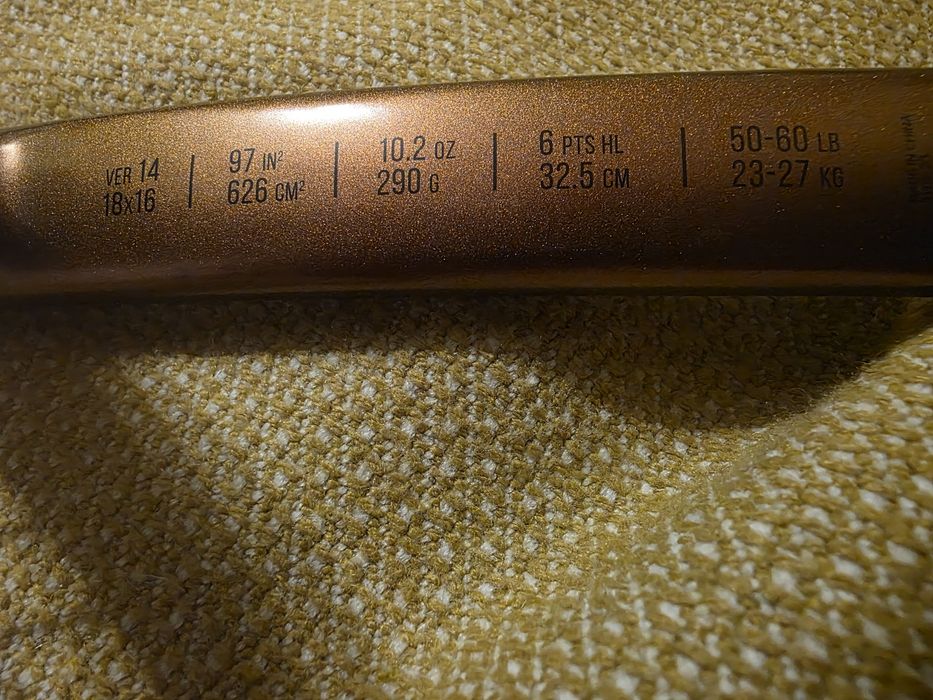 VER 14
18x16
97 IN²
626 CM²
10.2 OZ
290 G
6 PTS HL
32.5 CM
50-60 LB
23-27 KG